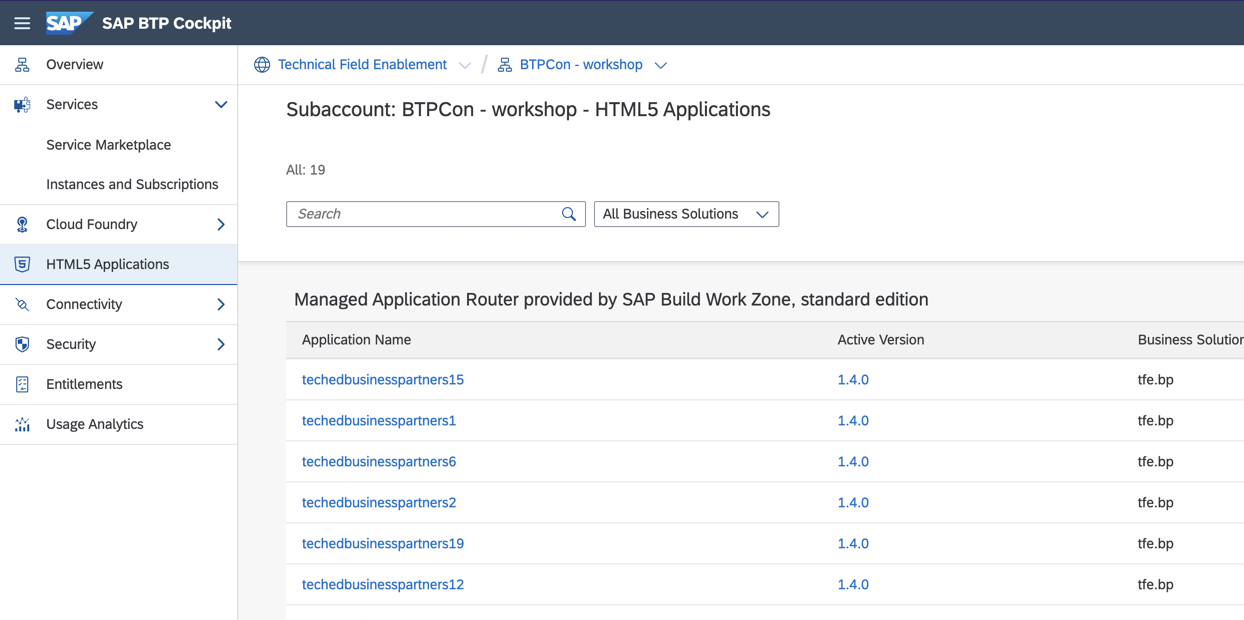 SAP SAP BTP Cockpit
Overview
Services
Service Marketplace
Instances and Subscriptions
Cloud Foundry
HTML5 Applications
Connectivity
Security
Entitlements
Usage Analytics
Technical Field Enablement / BTPCon - workshop
Subaccount: BTPCon - workshop - HTML5 Applications
All: 19
Search All Business Solutions
Managed Application Router provided by SAP Build Work Zone, standard edition
Application Name Active Version Business Solution
techedbusinesspartners15 1.4.0 tfe.bp
techedbusinesspartners1 1.4.0 tfe.bp
techedbusinesspartners6 1.4.0 tfe.bp
techedbusinesspartners2 1.4.0 tfe.bp
techedbusinesspartners19 1.4.0 tfe.bp
techedbusinesspartners12 1.4.0 tfe.bp